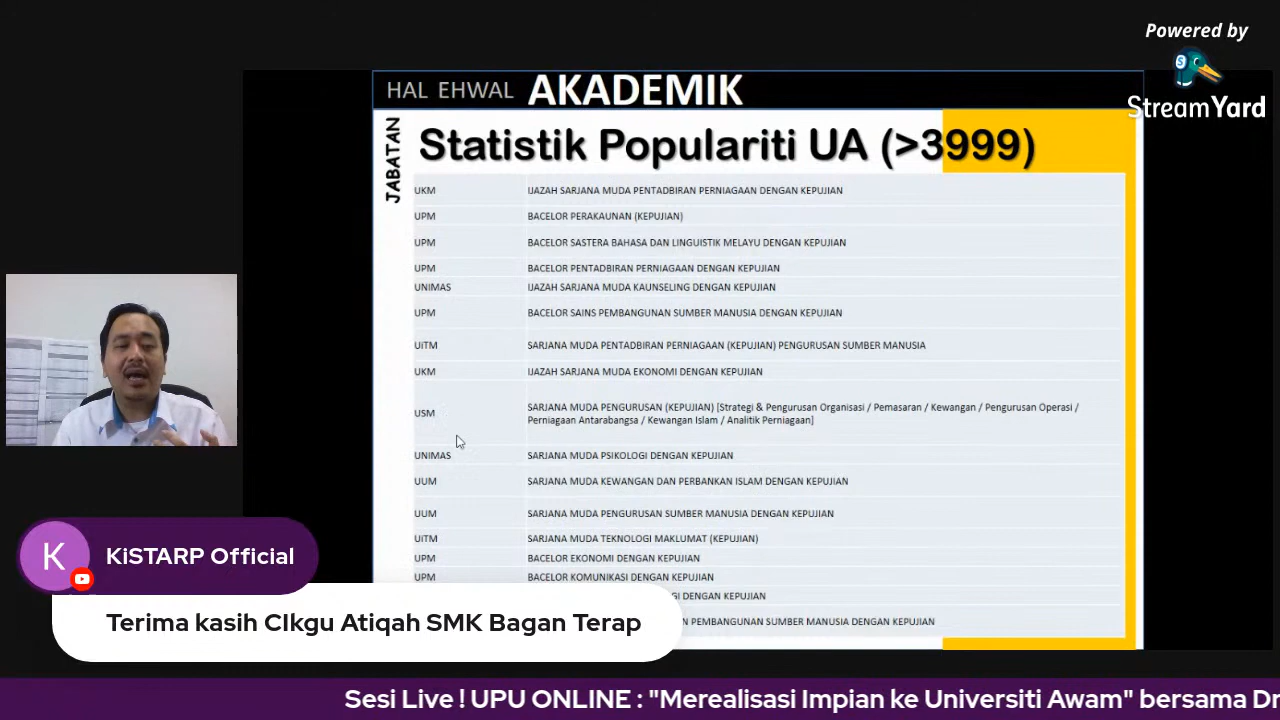 Powered by
StreamYard
HAL EHWAL AKADEMIK
JABATAN
Statistik Populariti UA (>3999)
UKM IJAZAH SARJANA MUDA PENTADBIRAN PERNIAGAAN DENGAN KEPUJIAN
UPM BACELOR PERAKAUNAN (KEPUJIAN)
UPM BACELOR SASTERA BAHASA DAN LINGUISTIK MELAYU DENGAN KEPUJIAN
UPM BACELOR PENTADBIRAN PERNIAGAAN DENGAN KEPUJIAN
UNIMAS IJAZAH SARJANA MUDA KAUNSELING DENGAN KEPUJIAN
UPM BACELOR SAINS PEMBANGUNAN SUMBER MANUSIA DENGAN KEPUJIAN
UiTM SARJANA MUDA PENTADBIRAN PERNIAGAAN (KEPUJIAN) PENGURUSAN SUMBER MANUSIA
UKM IJAZAH SARJANA MUDA EKONOMI DENGAN KEPUJIAN
USM SARJANA MUDA PENGURUSAN (KEPUJIAN) [Strategi & Pengurusan Organisasi / Pemasaran / Kewangan / Pengurusan Operasi /
Perniagaan Antarabangsa / Kewangan Islam / Analitik Perniagaan]
UNIMAS SARJANA MUDA PSIKOLOGI DENGAN KEPUJIAN
UUM SARJANA MUDA KEWANGAN DAN PERBANKAN ISLAM DENGAN KEPUJIAN
UUM SARJANA MUDA PENGURUSAN SUMBER MANUSIA DENGAN KEPUJIAN
UiTM SARJANA MUDA TEKNOLOGI MAKLUMAT (KEPUJIAN)
UPM BACELOR EKONOMI DENGAN KEPUJIAN
UPM BACELOR KOMUNIKASI DENGAN KEPUJIAN
DENGAN KEPUJIAN
PEMBANGUNAN SUMBER MANUSIA DENGAN KEPUJIAN
K
KiSTARP Official
Terima kasih CIkgu Atiqah SMK Bagan Terap
Sesi Live ! UPU ONLINE : "Merealisasi Impian ke Universiti Awam" bersama